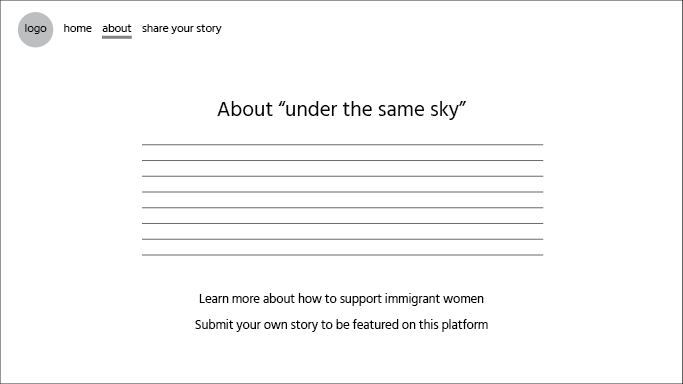 logo home about share your story
About “under the same sky”
Learn more about how to support immigrant women
Submit your own story to be featured on this platform